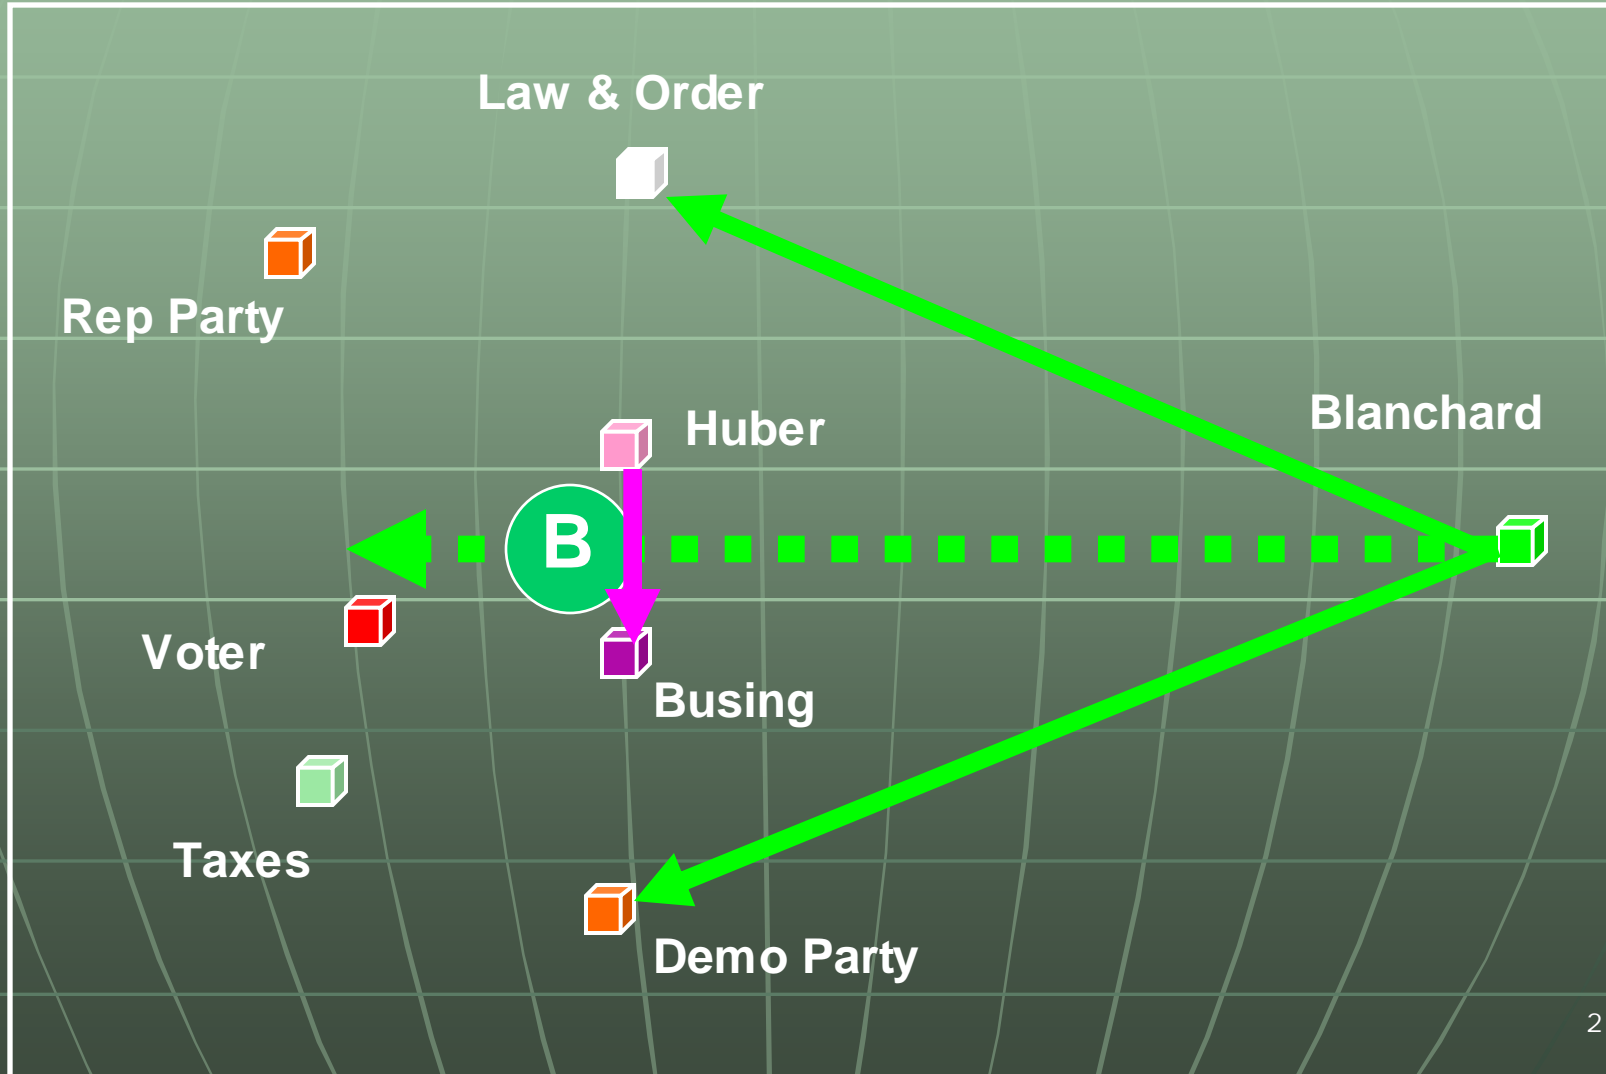 Law & Order
Rep Party
Huber
Blanchard
B
Voter
Busing
Taxes
Demo Party
2